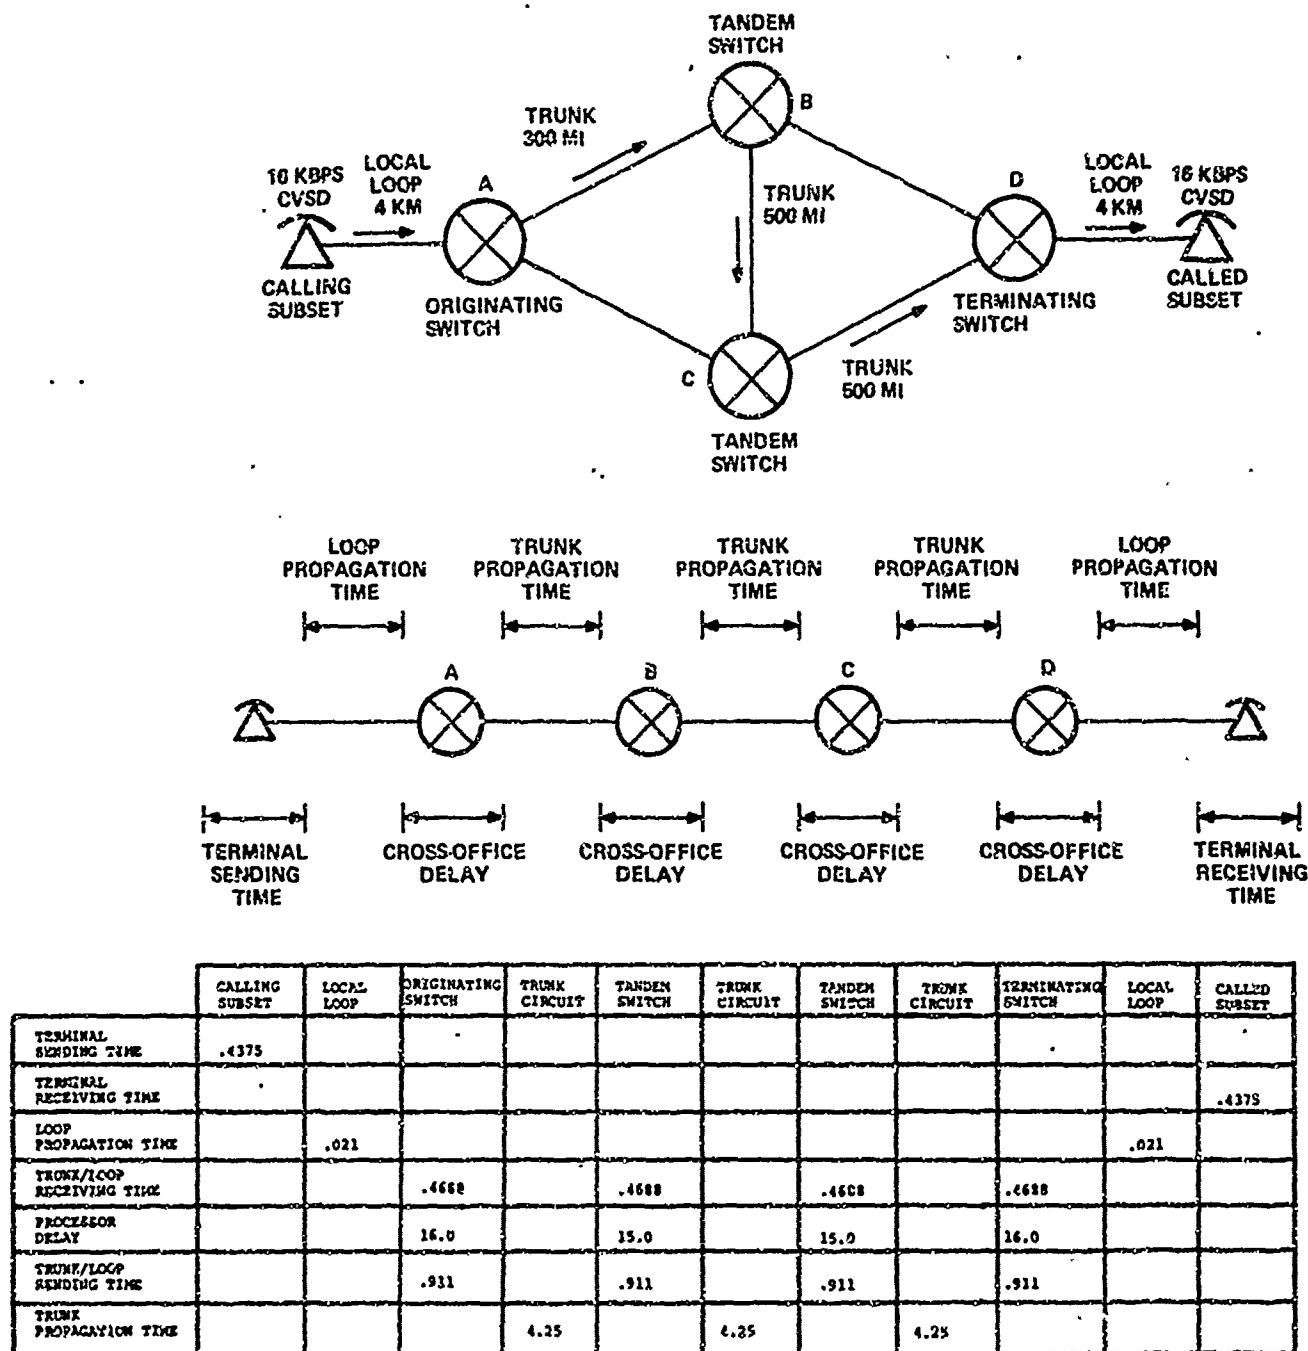 TANDEM
SWITCH
B
TRUNK
300 MI
16 KBPS
CVSD
LOCAL
LOOP
4 KM
A
TRUNK
500 MI
D
LOCAL
LOOP
4 KM
16 KBPS
CVSD
CALLING
SUBSET
ORIGINATING
SWITCH
TERMINATING
SWITCH
CALLED
SUBSET
C
TRUNK
500 MI
TANDEM
SWITCH
LOOP
PROPAGATION
TIME
TRUNK
PROPAGATION
TIME
TRUNK
PROPAGATION
TIME
TRUNK
PROPAGATION
TIME
LOOP
PROPAGATION
TIME
A B C D
TERMINAL
SENDING
TIME
CROSS-OFFICE
DELAY
CROSS-OFFICE
DELAY
CROSS-OFFICE
DELAY
CROSS-OFFICE
DELAY
TERMINAL
RECEIVING
TIME
CALLING
SUBSET
LOCAL
LOOP
ORIGINATING
SWITCH
TRUNK
CIRCUIT
TANDEM
SWITCH
TRUNK
CIRCUIT
TANDEM
SWITCH
TRUNK
CIRCUIT
TERMINATING
SWITCH
LOCAL
LOOP
CALLED
SUBSET
TERMINAL
SENDING TIME .4375
TERMINAL
RECEIVING TIME .4375
LOOP
PROPAGATION TIME .021 .021
TRUNK/LOOP
RECEIVING TIME .4688 .4688 .4688 .4688
PROCESSOR
DELAY 16.0 15.0 15.0 16.0
TRUNK/LOOP
SENDING TIME .911 .911 .911
TRUNK
PROPAGATION TIME 4.25 4.25 4.25